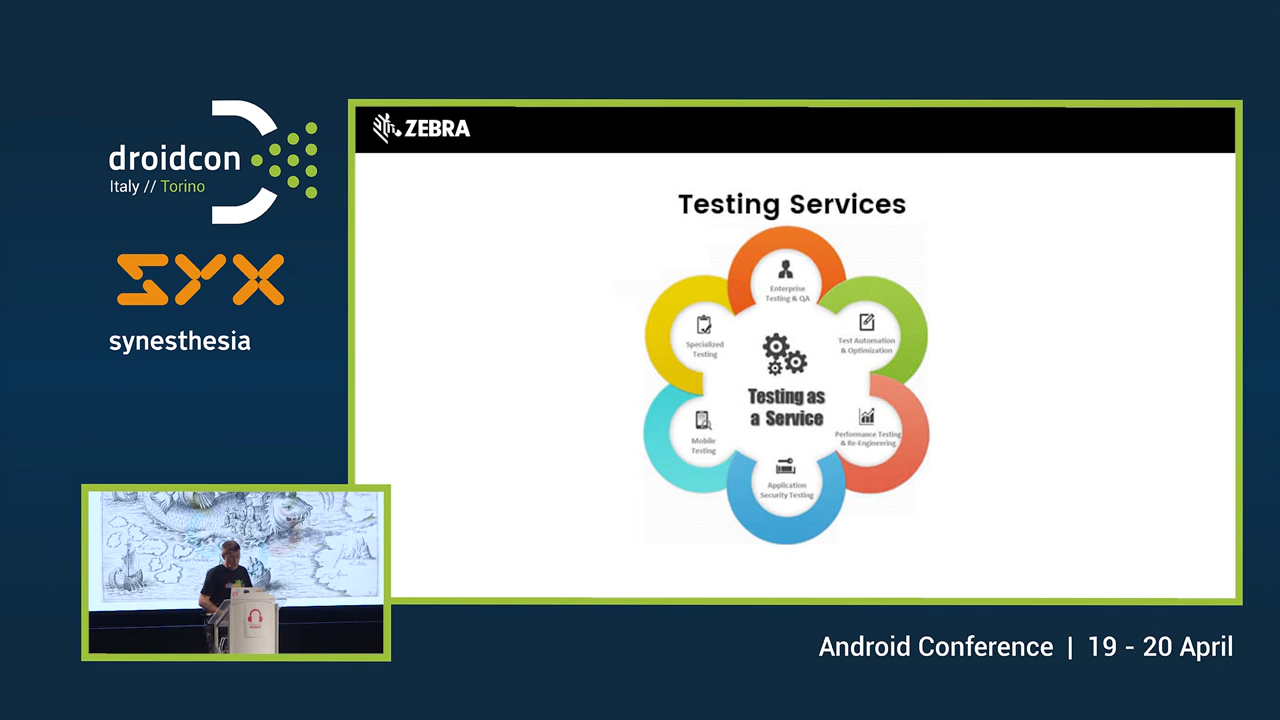 droidcon
Italy // Torino
SYX
synesthesia
ZEBRA
Testing Services
Enterprise
Testing & QA
Test Automation
& Optimization
Performance Testing
& Re-Engineering
Application
Security Testing
Mobile
Testing
Specialized
Testing
Testing as
a Service
Android Conference | 19 - 20 April